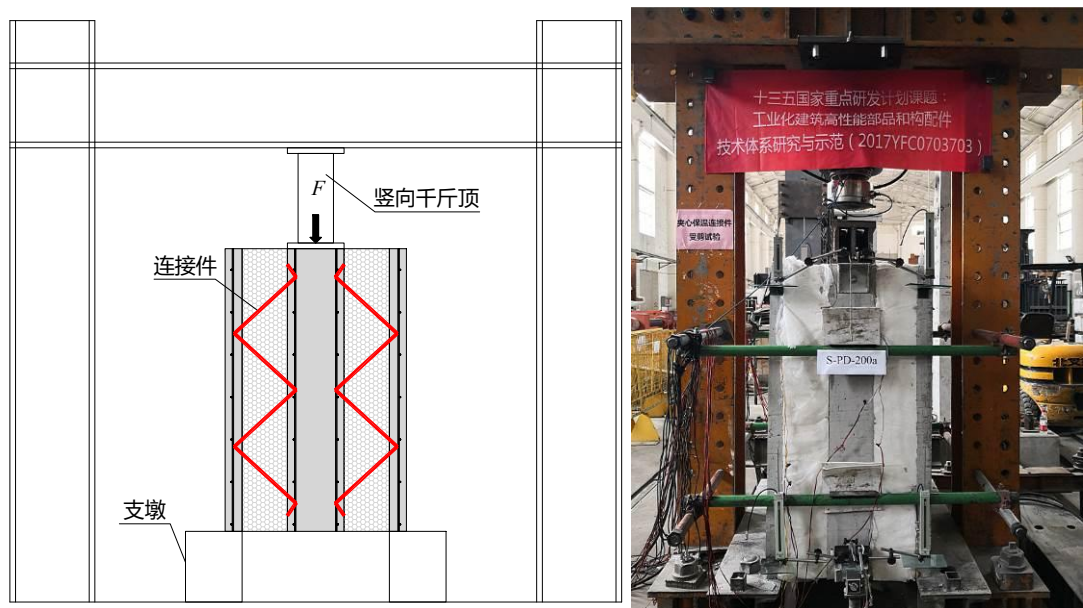 F
竖向千斤顶
连接件
支墩
十三五国家重点研发计划课题：
工业化建筑高性能部品和构配件
技术体系研究与示范（2017YFC0703703）
夹心保温连接件
受剪试验
S-PD-200a